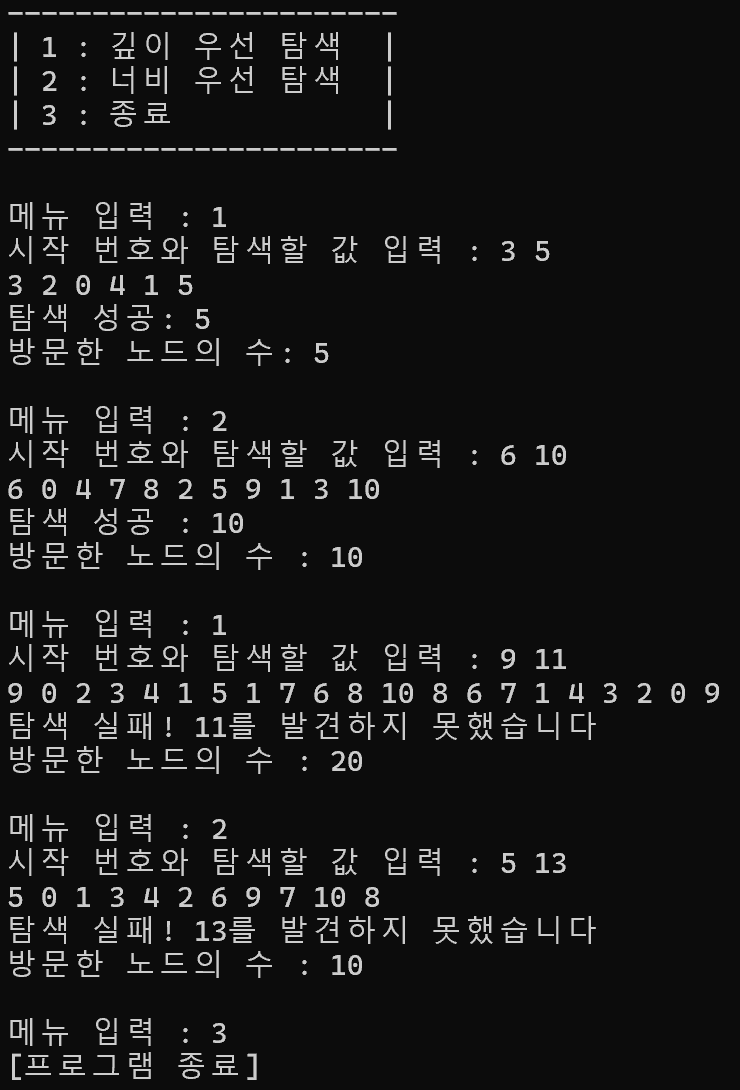 -----------------------
| 1 : 깊이 우선 탐색 |
| 2 : 너비 우선 탐색 |
| 3 : 종료 |
-----------------------
메뉴 입력 : 1
시작 번호와 탐색할 값 입력 : 3 5
3 2 0 4 1 5
탐색 성공: 5
방문한 노드의 수: 5
메뉴 입력 : 2
시작 번호와 탐색할 값 입력 : 6 10
6 0 4 7 8 2 5 9 1 3 10
탐색 성공 : 10
방문한 노드의 수 : 10
메뉴 입력 : 1
시작 번호와 탐색할 값 입력 : 9 11
9 0 2 3 4 1 5 1 7 6 8 10 8 6 7 1 4 3 2 0 9
탐색 실패! 11를 발견하지 못했습니다
방문한 노드의 수 : 20
메뉴 입력 : 2
시작 번호와 탐색할 값 입력 : 5 13
5 0 1 3 4 2 6 9 7 10 8
탐색 실패! 13를 발견하지 못했습니다
방문한 노드의 수 : 10
메뉴 입력 : 3
[프로그램 종료]